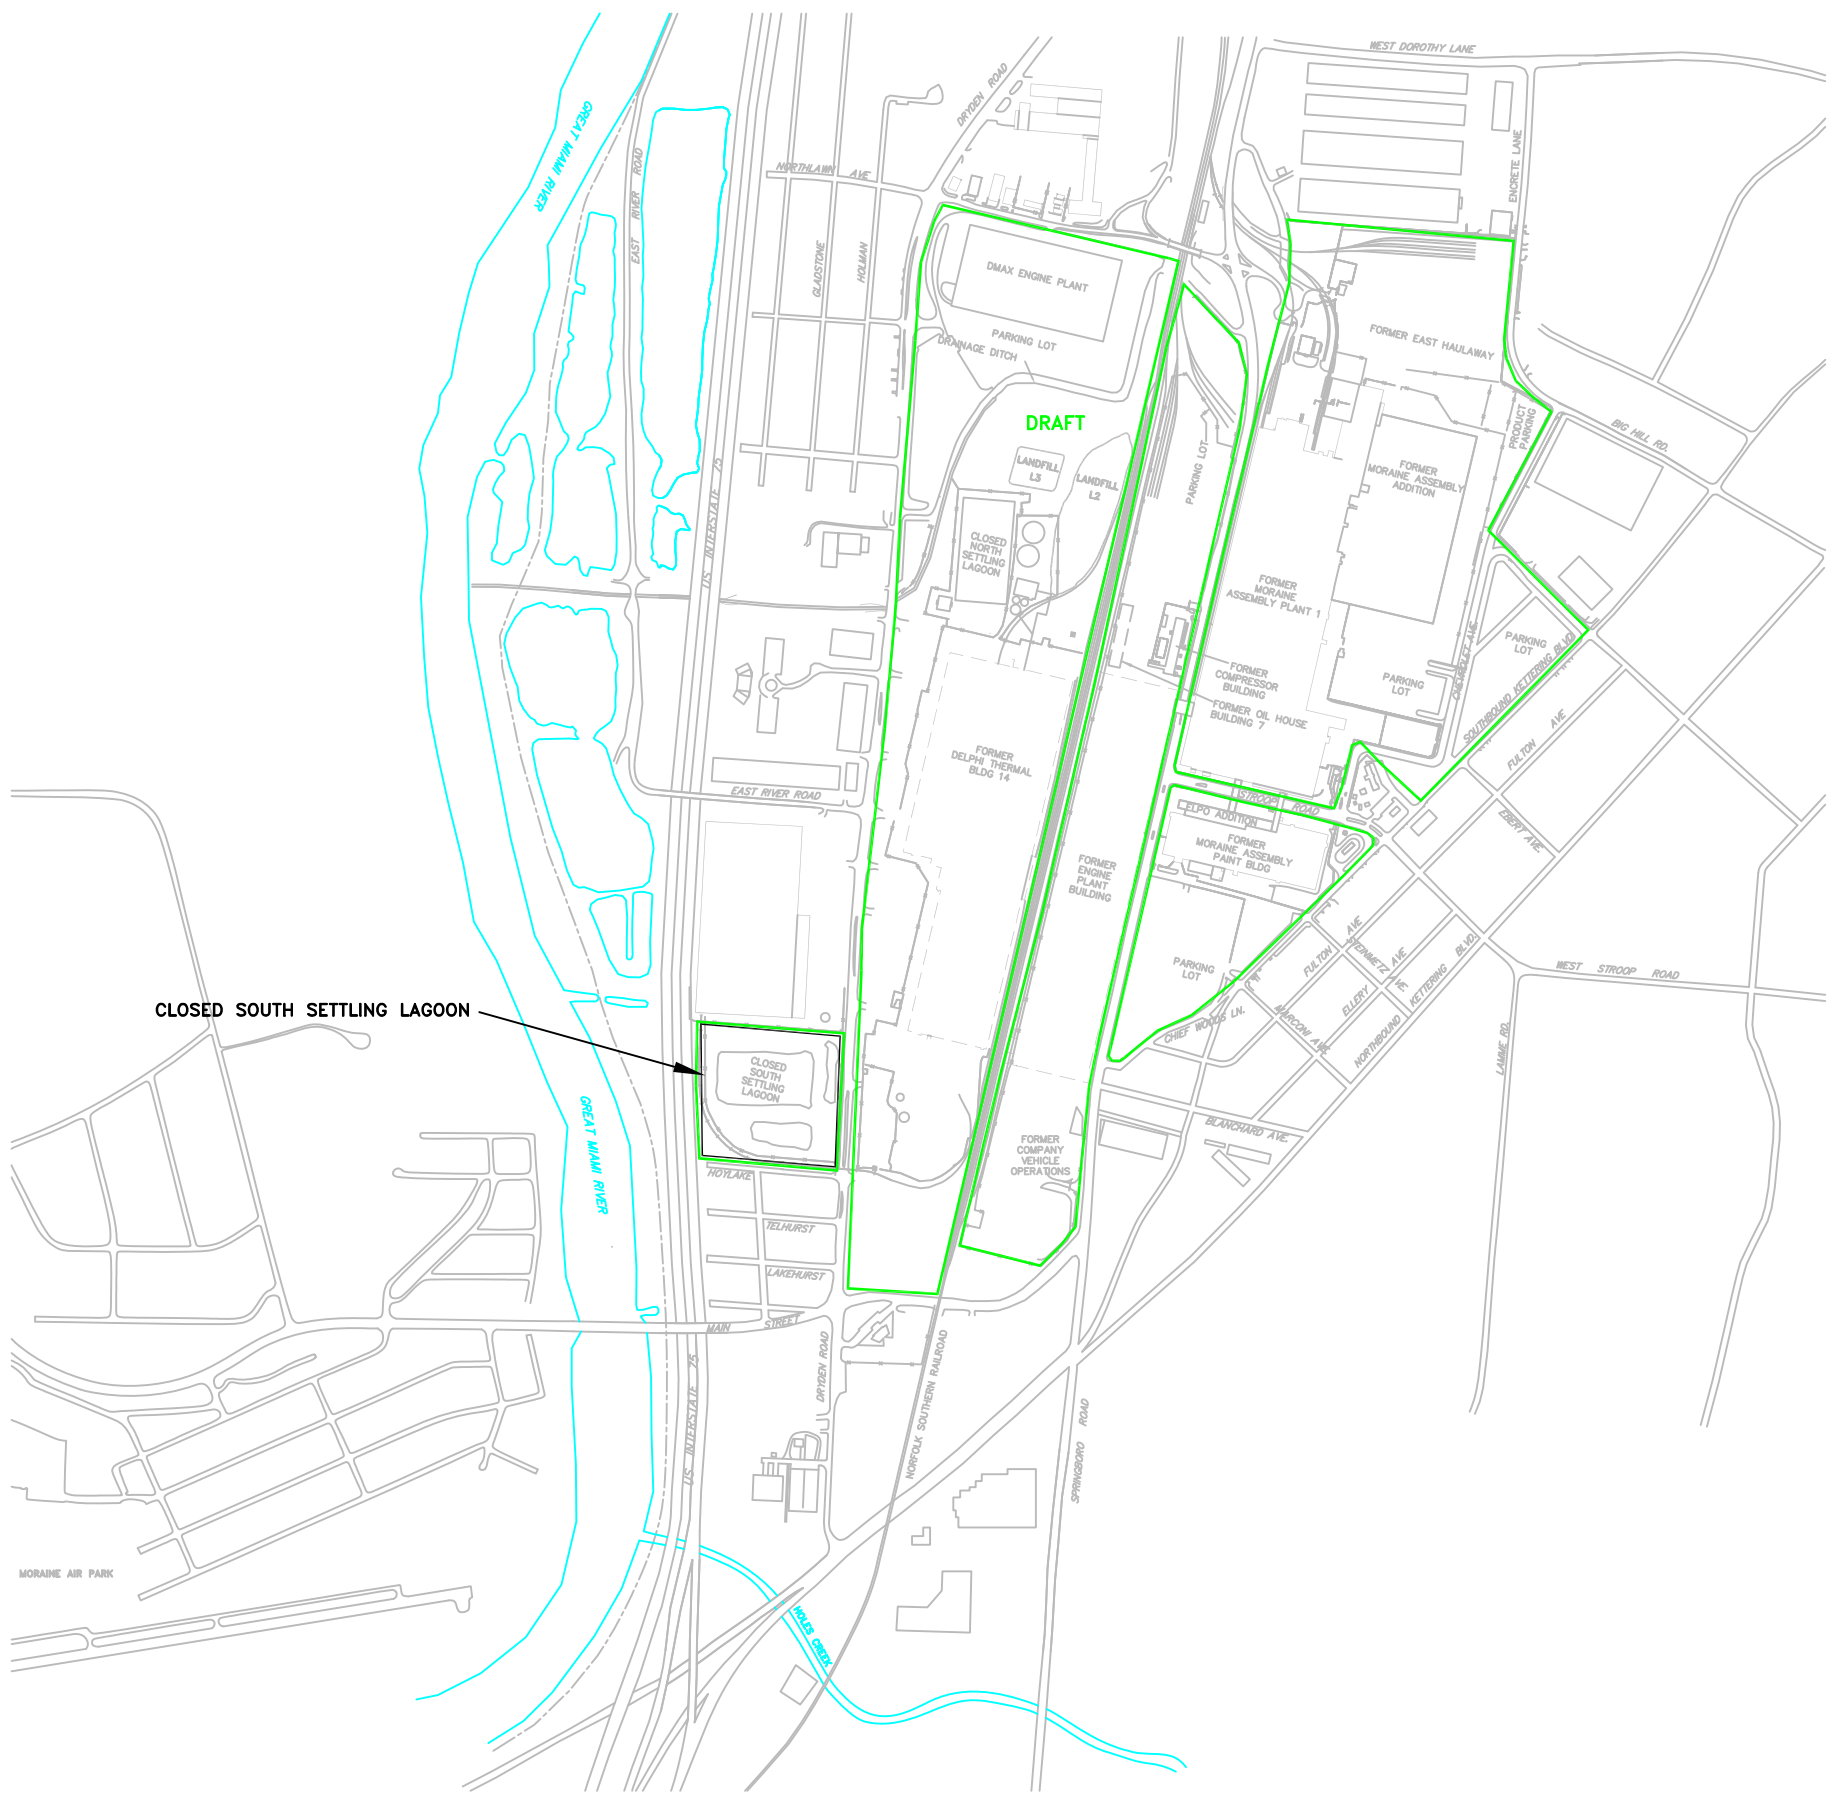 WEST DOROTHY LANE
DRYDEN ROAD
GREAT MIAMI RIVER
EAST RIVER ROAD
NORTHLAWN AVE
ENCRETE LANE
GLADSTONE
HOLMAN
DMAX ENGINE PLANT
PARKING LOT
DRAINAGE DITCH
FORMER EAST HAULAWAY
DRAFT
PRODUCT
PARKING
BIG HILL RD.
US INTERSTATE 75
LANDFILL
L3
LANDFILL
L2
PARKING LOT
FORMER
MORAINE ASSEMBLY
ADDITION
CLOSED
NORTH
SETTLING
LAGOON
FORMER
MORAINE
ASSEMBLY PLANT 1
CHEVROLET AVE.
PARKING
LOT
SOUTHBOUND KETTERING BLVD.
FORMER
COMPRESSOR
BUILDING
PARKING
LOT
FORMER OIL HOUSE
BUILDING 7
FULTON AVE
FORMER
DELPHI THERMAL
BLDG 14
EAST RIVER ROAD
STROOP ROAD
ELPO ADDITION
EBERT AVE.
FORMER
MORAINE ASSEMBLY
PAINT BLDG
FORMER
ENGINE
PLANT
BUILDING
PARKING
LOT
FULTON AVE
STEINMETZ AVE.
ELLERY AVE
NORTHBOUND KETTERING BLVD.
WEST STROOP ROAD
CLOSED SOUTH SETTLING LAGOON
CHIEF WOODS LN.
MARCONI AVE
LAMME RD.
CLOSED
SOUTH
SETTLING
LAGOON
GREAT MIAMI RIVER
BLANCHARD AVE.
FORMER
COMPANY
VEHICLE
OPERATIONS
HOYLAKE
TELHURST
LAKEHURST
MAIN STREET
DRYDEN ROAD
NORFOLK SOUTHERN RAILROAD
US INTERSTATE 75
SPRINGBORO ROAD
MORAINE AIR PARK
HOLES CREEK